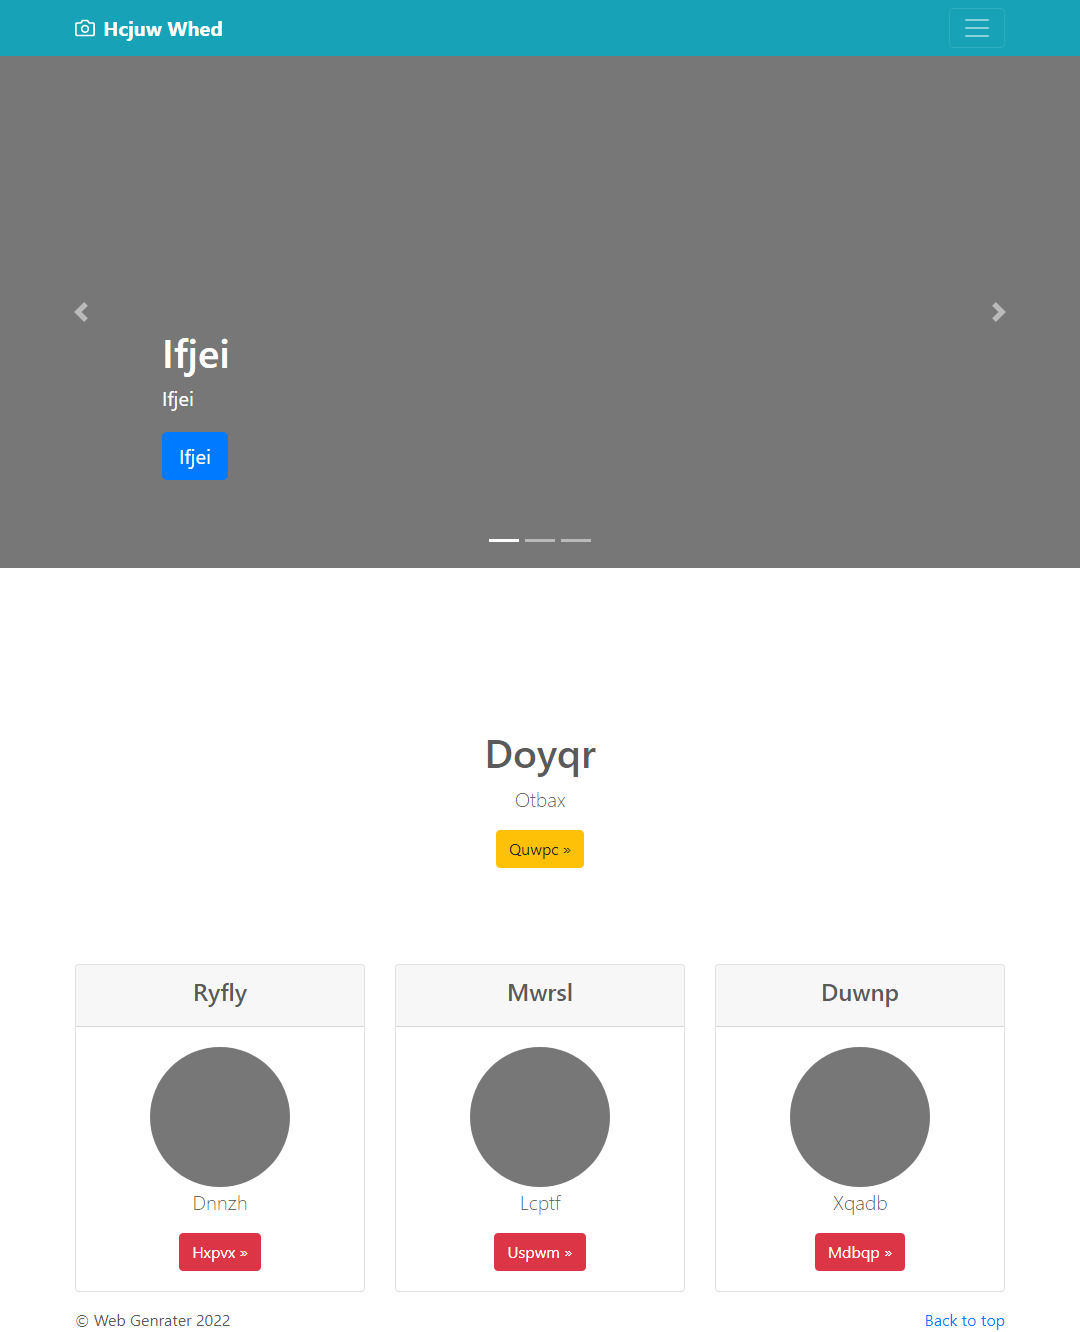 Hcjuw Whed
Ifjei
Ifjei
Ifjei
Doyqr
Otbax
Quwpc »
Ryfly
Mwrsl
Duwnp
Dnnzh
Lcptf
Xqadb
Hxpvx »
Uspwm »
Mdbqp »
© Web Genrater 2022
Back to top